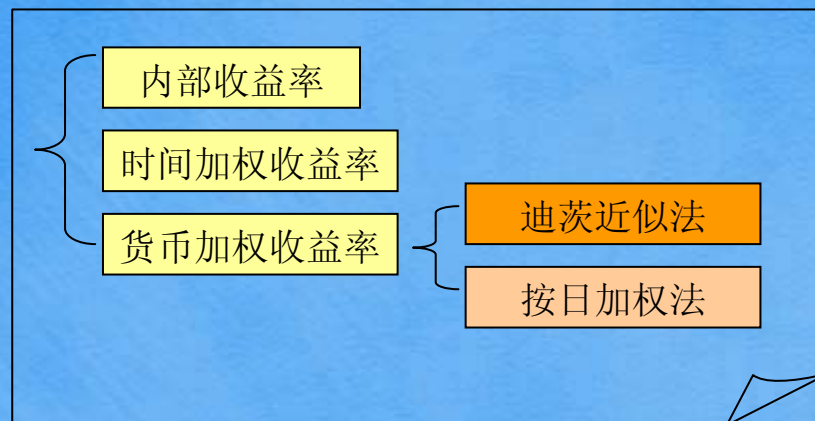 内部收益率
时间加权收益率
货币加权收益率
迪茨近似法
按日加权法